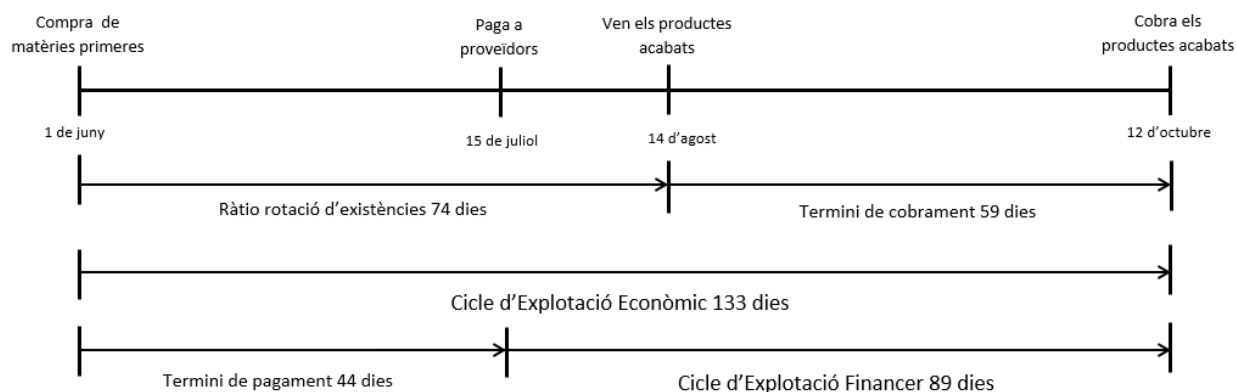 Compra de
matèries primeres
Paga a
proveïdors
Ven els productes
acabats
Cobra els
productes acabats
1 de juny
15 de juliol
14 d'agost
12 d'octubre
Ràtio rotació d'existències 74 dies
Termini de cobrament 59 dies
Cicle d'Explotació Econòmic 133 dies
Termini de pagament 44 dies
Cicle d'Explotació Financer 89 dies